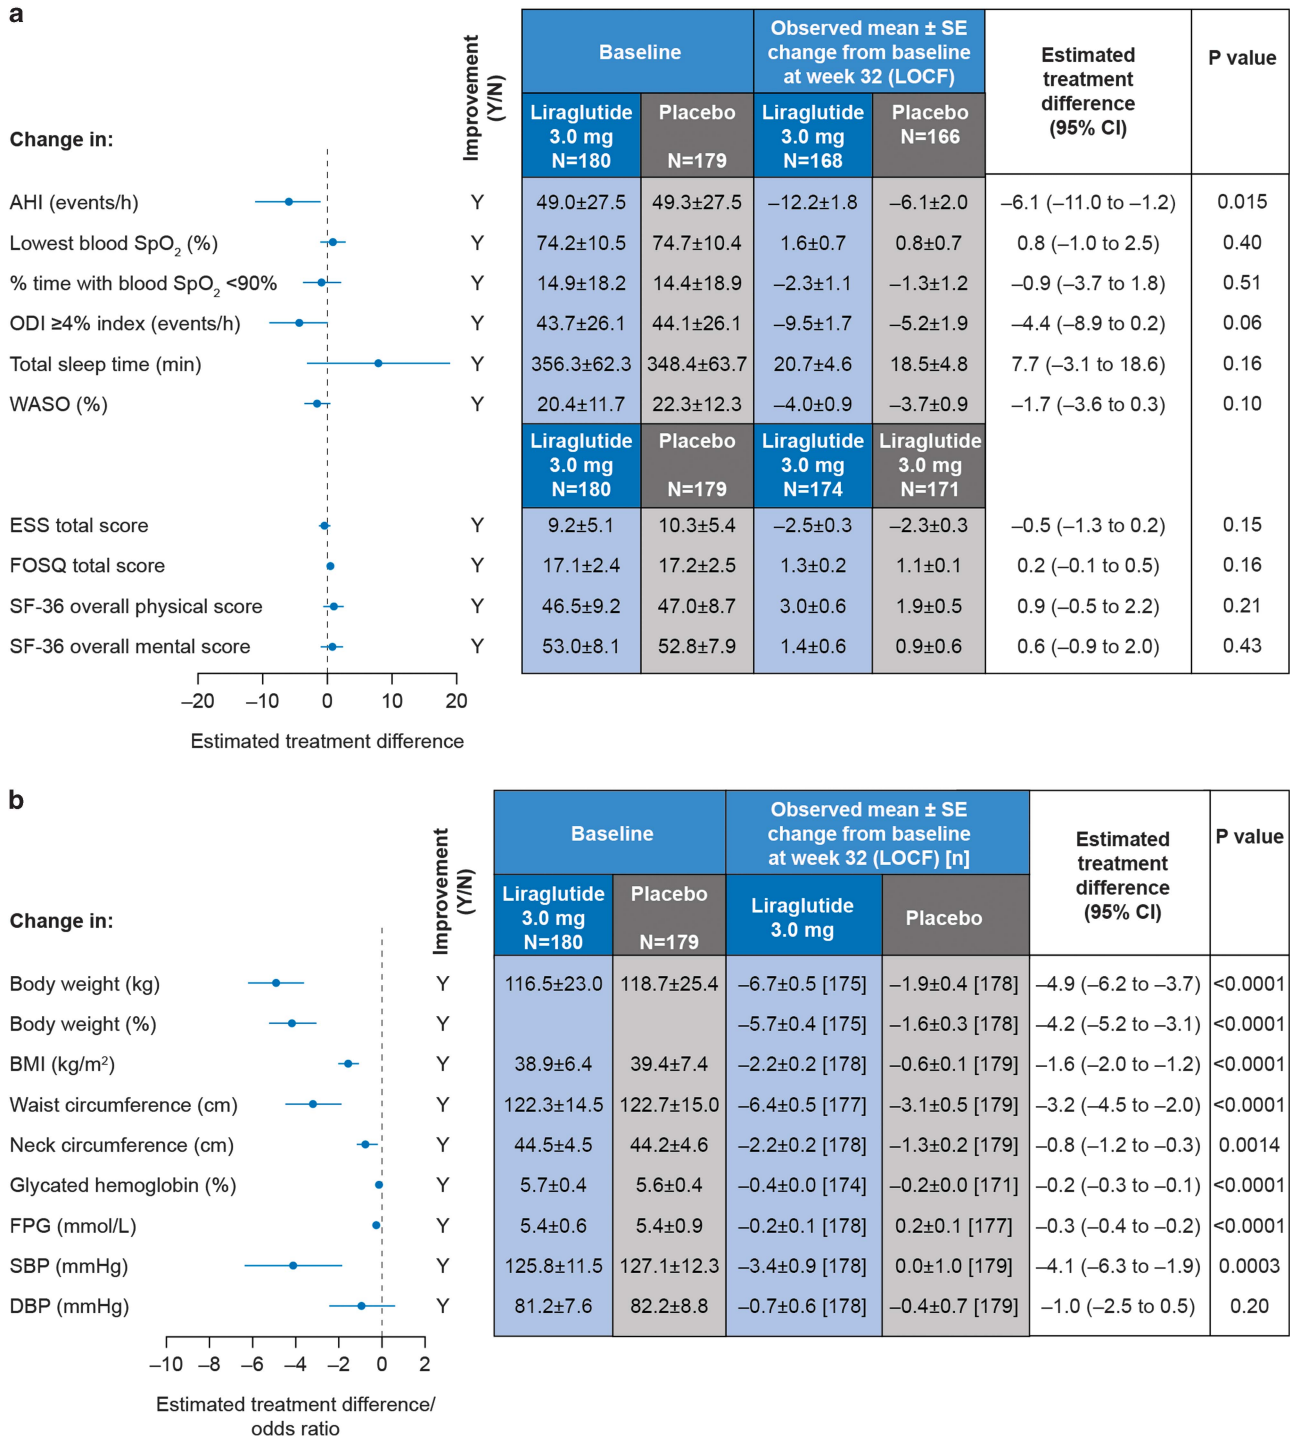 a
Improvement (Y/N)
Baseline
Observed mean ± SE
change from baseline
at week 32 (LOCF)
Estimated
treatment
difference
(95% CI)
P value
Change in:
Liraglutide
3.0 mg
N=180
Placebo
N=179
Liraglutide
3.0 mg
N=168
Placebo
N=166
AHI (events/h) Y 49.0±27.5 49.3±27.5 –12.2±1.8 –6.1±2.0 –6.1 (–11.0 to –1.2) 0.015
Lowest blood SpO2 (%) Y 74.2±10.5 74.7±10.4 1.6±0.7 0.8±0.7 0.8 (–1.0 to 2.5) 0.40
% time with blood SpO2 <90% Y 14.9±18.2 14.4±18.9 –2.3±1.1 –1.3±1.2 –0.9 (–3.7 to 1.8) 0.51
ODI ≥4% index (events/h) Y 43.7±26.1 44.1±26.1 –9.5±1.7 –5.2±1.9 –4.4 (–8.9 to 0.2) 0.06
Total sleep time (min) Y 356.3±62.3 348.4±63.7 20.7±4.6 18.5±4.8 7.7 (–3.1 to 18.6) 0.16
WASO (%) Y 20.4±11.7 22.3±12.3 –4.0±0.9 –3.7±0.9 –1.7 (–3.6 to 0.3) 0.10
Liraglutide
3.0 mg
N=180
Placebo
N=179
Liraglutide
3.0 mg
N=174
Liraglutide
3.0 mg
N=171
ESS total score Y 9.2±5.1 10.3±5.4 –2.5±0.3 –2.3±0.3 –0.5 (–1.3 to 0.2) 0.15
FOSQ total score Y 17.1±2.4 17.2±2.5 1.3±0.2 1.1±0.1 0.2 (–0.1 to 0.5) 0.16
SF-36 overall physical score Y 46.5±9.2 47.0±8.7 3.0±0.6 1.9±0.5 0.9 (–0.5 to 2.2) 0.21
SF-36 overall mental score Y 53.0±8.1 52.8±7.9 1.4±0.6 0.9±0.6 0.6 (–0.9 to 2.0) 0.43
–20 –10 0 10 20
Estimated treatment difference
b
Improvement (Y/N)
Baseline
Observed mean ± SE
change from baseline
at week 32 (LOCF) [n]
Estimated
treatment
difference
(95% CI)
P value
Change in:
Liraglutide
3.0 mg
N=180
Placebo
N=179
Liraglutide
3.0 mg
Placebo
Body weight (kg) Y 116.5±23.0 118.7±25.4 –6.7±0.5 [175] –1.9±0.4 [178] –4.9 (–6.2 to –3.7) <0.0001
Body weight (%) Y –5.7±0.4 [175] –1.6±0.3 [178] –4.2 (–5.2 to –3.1) <0.0001
BMI (kg/m²) Y 38.9±6.4 39.4±7.4 –2.2±0.2 [178] –0.6±0.1 [179] –1.6 (–2.0 to –1.2) <0.0001
Waist circumference (cm) Y 122.3±14.5 122.7±15.0 –6.4±0.5 [177] –3.1±0.5 [179] –3.2 (–4.5 to –2.0) <0.0001
Neck circumference (cm) Y 44.5±4.5 44.2±4.6 –2.2±0.2 [178] –1.3±0.2 [179] –0.8 (–1.2 to –0.3) 0.0014
Glycated hemoglobin (%) Y 5.7±0.4 5.6±0.4 –0.4±0.0 [174] –0.2±0.0 [171] –0.2 (–0.3 to –0.1) <0.0001
FPG (mmol/L) Y 5.4±0.6 5.4±0.9 –0.2±0.1 [178] 0.2±0.1 [177] –0.3 (–0.4 to –0.2) <0.0001
SBP (mmHg) Y 125.8±11.5 127.1±12.3 –3.4±0.9 [178] 0.0±1.0 [179] –4.1 (–6.3 to –1.9) 0.0003
DBP (mmHg) Y 81.2±7.6 82.2±8.8 –0.7±0.6 [178] –0.4±0.7 [179] –1.0 (–2.5 to 0.5) 0.20
–10 –8 –6 –4 –2 0 2
Estimated treatment difference/
odds ratio